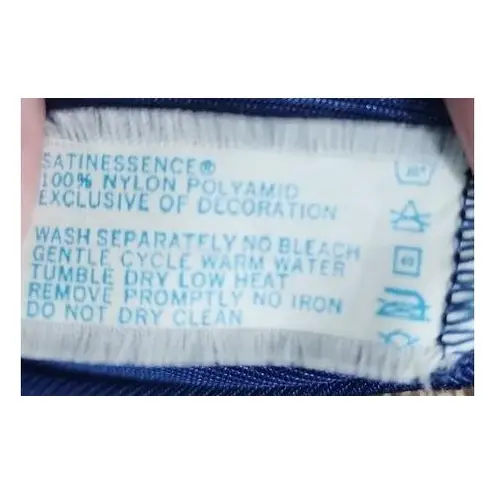 SATINESSENCE®
100% NYLON POLYAMID
EXCLUSIVE OF DECORATION
WASH SEPARATELY NO BLEACH
GENTLE CYCLE WARM WATER
TUMBLE DRY LOW HEAT
REMOVE PROMPTLY NO IRON
DO NOT DRY CLEAN